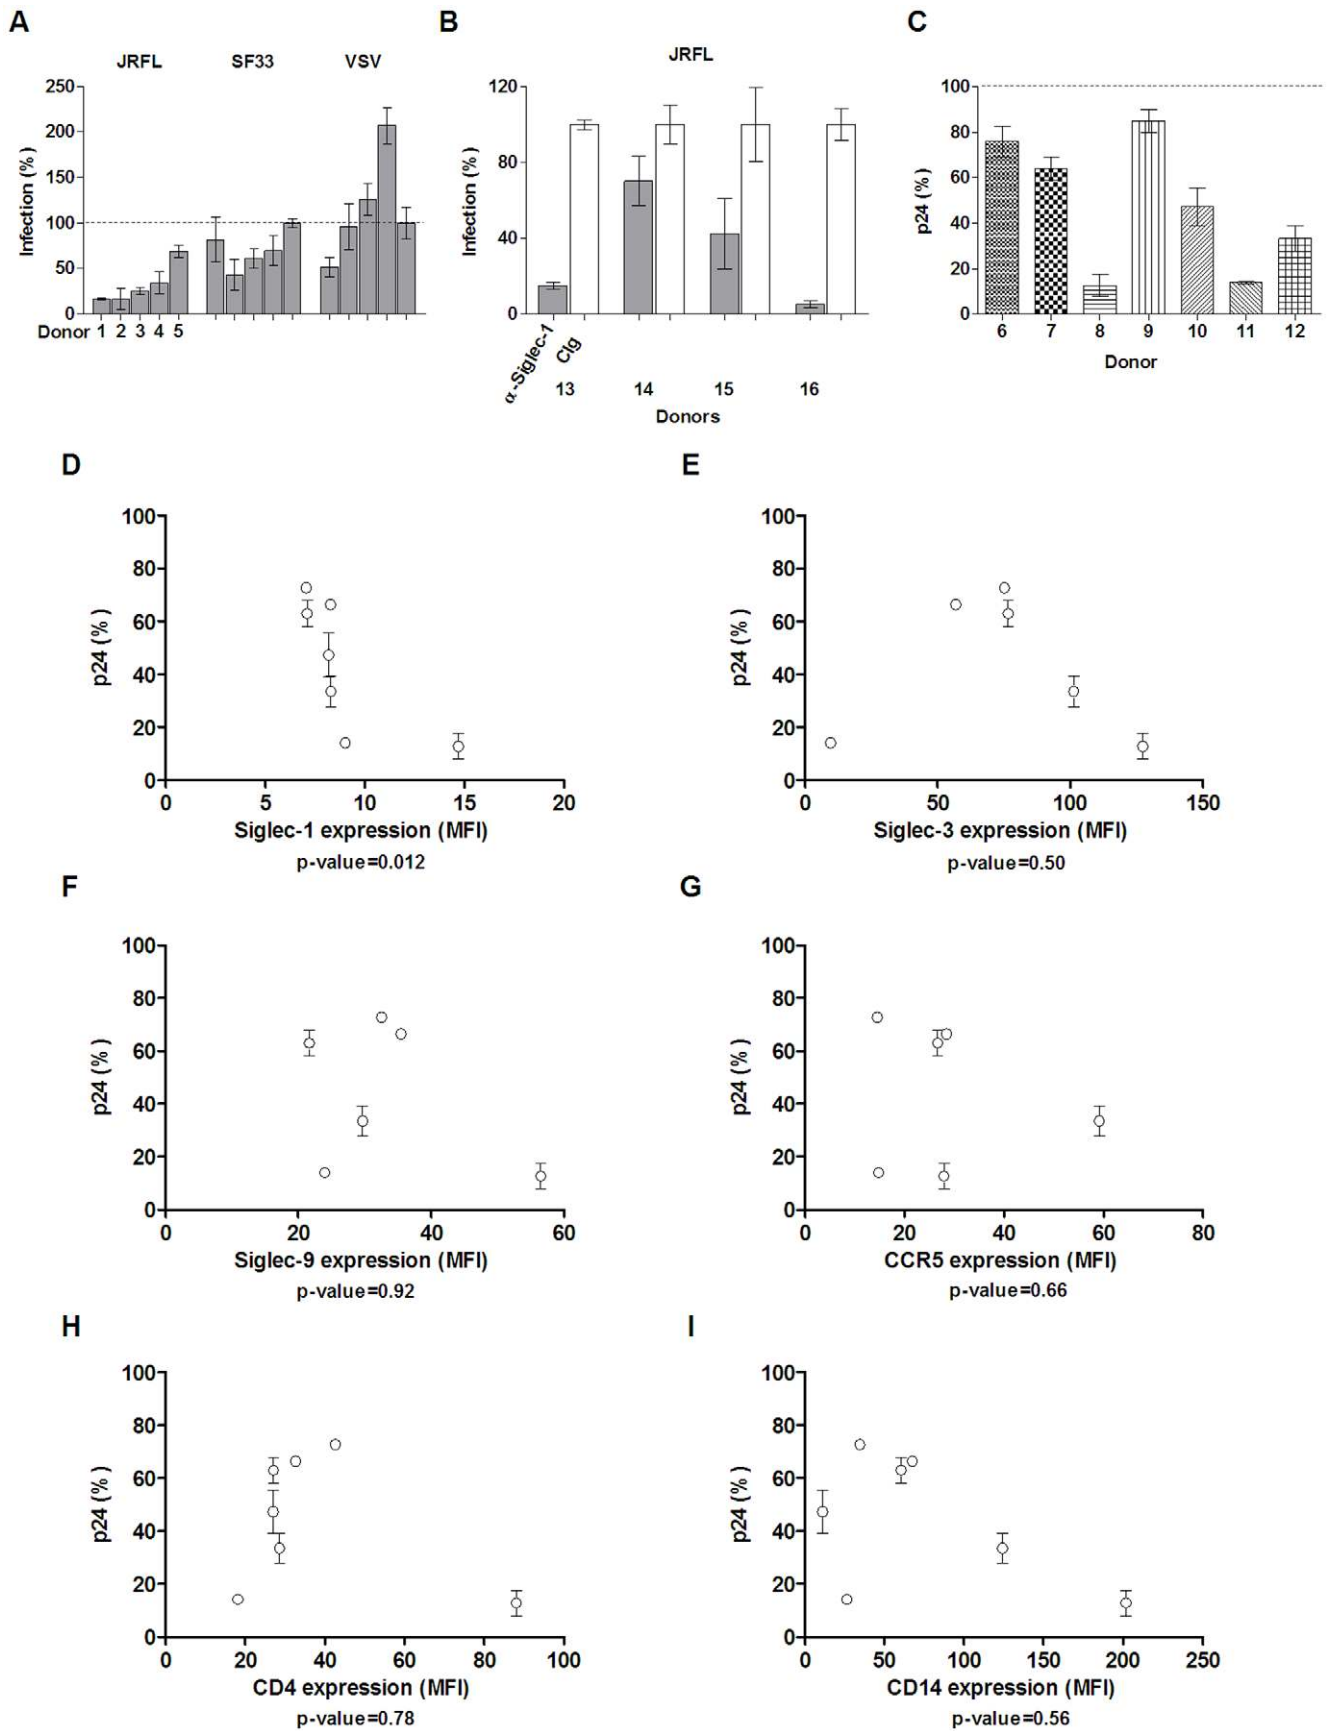 A
B
C
JRFL
SF33
VSV
JRFL
Infection (%)
250
200
150
100
50
0
Donor 1 2 3 4 5
Infection (%)
120
80
40
0
α-Siglec-1
CIg
13
14
15
16
Donors
p24 (%)
100
80
60
40
20
0
6 7 8 9 10 11 12
Donor
D
p24 (%)
100
80
60
40
20
0
0 5 10 15 20
Siglec-1 expression (MFI)
p-value=0.012
E
p24 (%)
100
80
60
40
20
0
0 50 100 150
Siglec-3 expression (MFI)
p-value=0.50
F
p24 (%)
100
80
60
40
20
0
0 20 40 60
Siglec-9 expression (MFI)
p-value=0.92
G
p24 (%)
100
80
60
40
20
0
0 20 40 60 80
CCR5 expression (MFI)
p-value=0.66
H
p24 (%)
100
80
60
40
20
0
0 20 40 60 80 100
CD4 expression (MFI)
p-value=0.78
I
p24 (%)
100
80
60
40
20
0
0 50 100 150 200 250
CD14 expression (MFI)
p-value=0.56